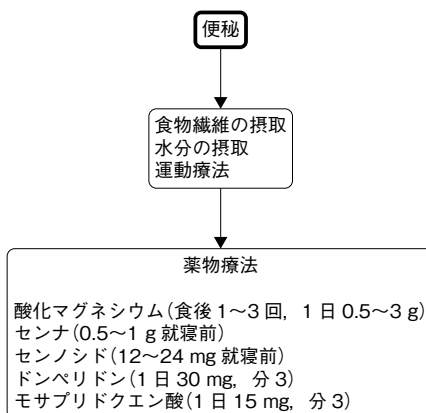 便秘
食物繊維の摂取
水分の摂取
運動療法
薬物療法
酸化マグネシウム(食後 1〜3 回, 1 日 0.5〜3 g)
センナ(0.5〜1 g 就寝前)
センノシド(12〜24 mg 就寝前)
ドンペリドン(1 日 30 mg, 分 3)
モサプリドクエン酸(1 日 15 mg, 分 3)